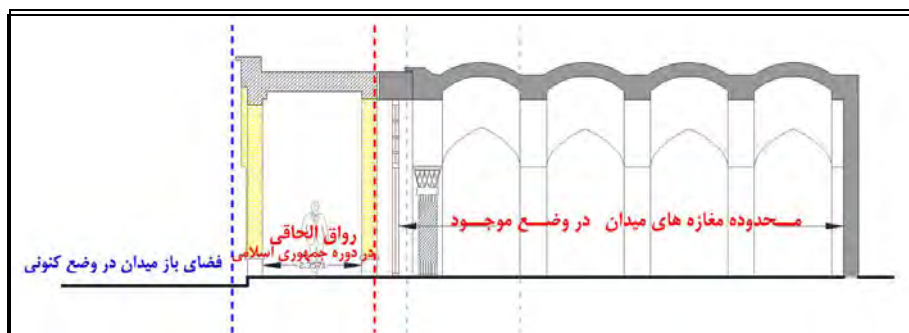 محدوده مغازه های میدان در وضع موجود
رواق الحاقی
در دوره جمهوری اسلامی
فضای باز میدان در وضع کنونی